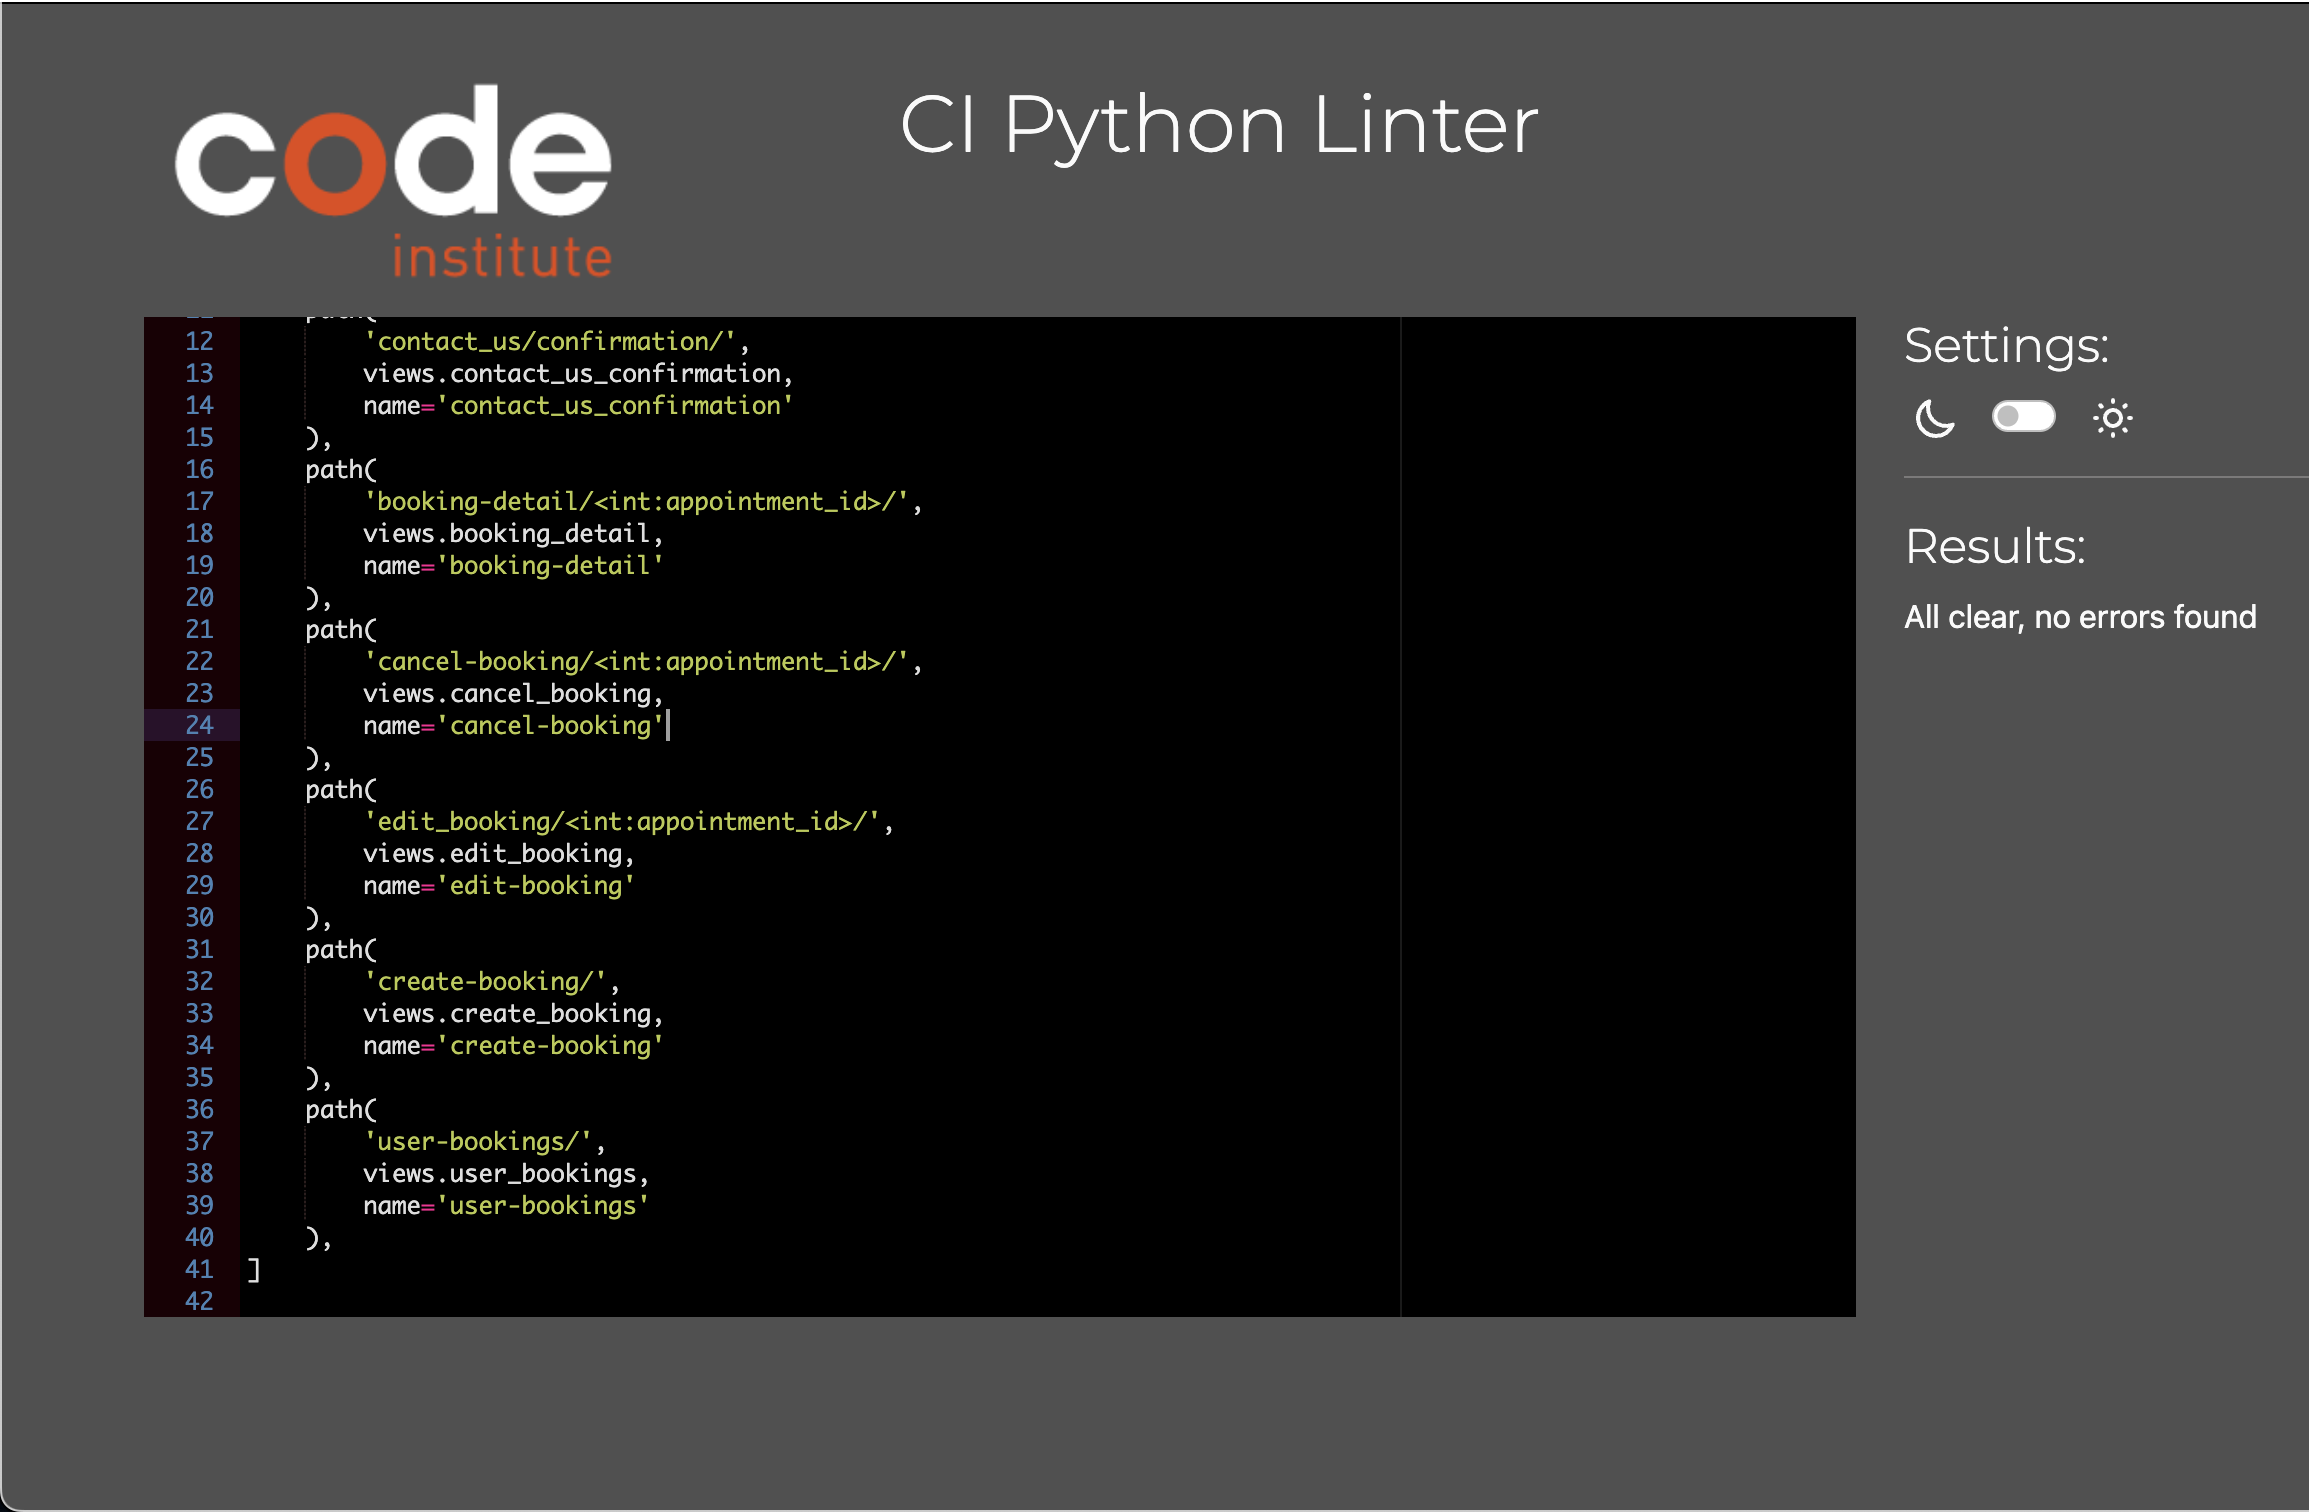 code
institute
CI Python Linter
12 'contact_us/confirmation/',
13 views.contact_us_confirmation,
14 name='contact_us_confirmation'
15 ),
16 path(
17 'booking-detail/<int:appointment_id>/',
18 views.booking_detail,
19 name='booking-detail'
20 ),
21 path(
22 'cancel-booking/<int:appointment_id>/',
23 views.cancel_booking,
24 name='cancel-booking'
25 ),
26 path(
27 'edit_booking/<int:appointment_id>/',
28 views.edit_booking,
29 name='edit-booking'
30 ),
31 path(
32 'create-booking/',
33 views.create_booking,
34 name='create-booking'
35 ),
36 path(
37 'user-bookings/',
38 views.user_bookings,
39 name='user-bookings'
40 ),
41 ]
42
Settings:
Results:
All clear, no errors found